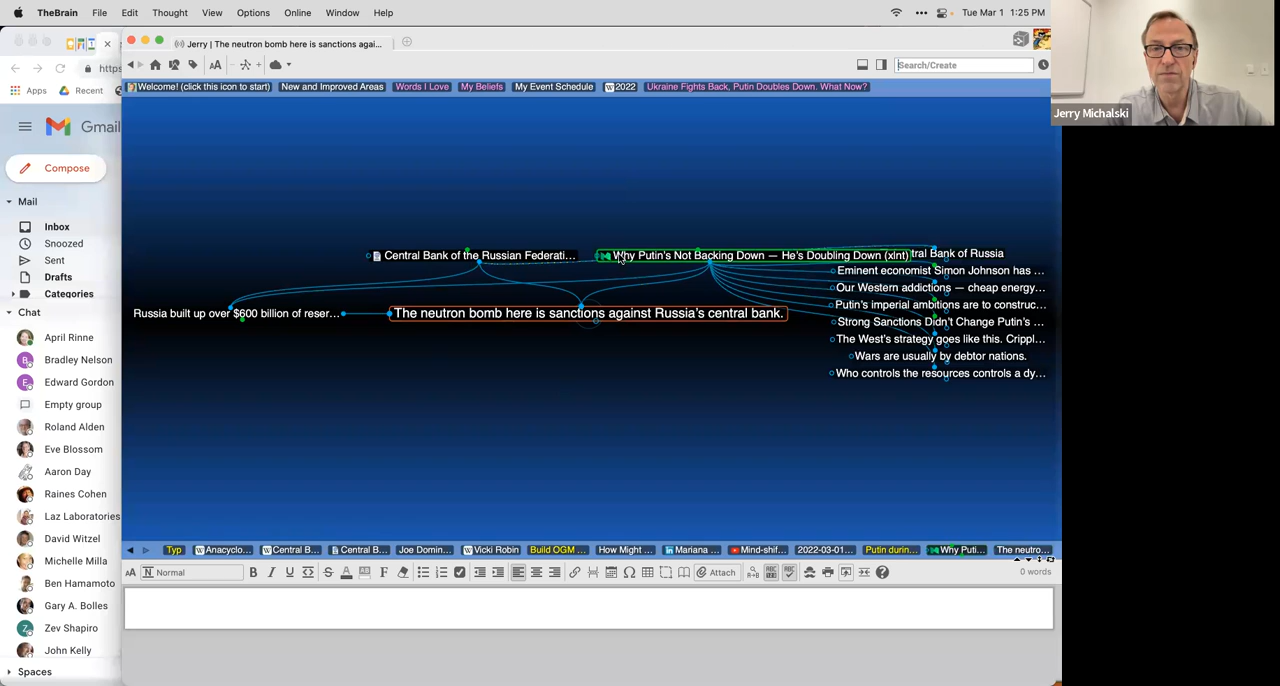 TheBrain File Edit Thought View Options Online Window Help
Tue Mar 1 1:25 PM
Jerry | The neutron bomb here is sanctions agai...
https
Search/Create
Apps Recent
Welcome! (click this icon to start) New and Improved Areas Words I Love My Beliefs My Event Schedule 2022 Ukraine Fights Back, Putin Doubles Down. What Now?
Jerry Michalski
Gmail
Compose
Mail
Inbox
Snoozed
Sent
Drafts
Categories
Chat
April Rinne
Bradley Nelson
Edward Gordon
Empty group
Roland Alden
Eve Blossom
Aaron Day
Raines Cohen
Laz Laboratories
David Witzel
Michelle Milla
Ben Hamamoto
Gary A. Bolles
Zev Shapiro
John Kelly
Spaces
Central Bank of the Russian Federati...
Why Putin's Not Backing Down — He's Doubling Down (xlnt)
tral Bank of Russia
Eminent economist Simon Johnson has ...
Our Western addictions — cheap energy...
Putin's imperial ambitions are to construc...
Russia built up over $600 billion of reser...
The neutron bomb here is sanctions against Russia's central bank.
Strong Sanctions Didn't Change Putin's ...
The West's strategy goes like this. Crippl...
Wars are usually by debtor nations.
Who controls the resources controls a dy...
Typ Anacyclo... Central B... Central B... Joe Domin... Vicki Robin Build OGM ... How Might ... Mariana ... Mind-shif... 2022-03-01... Putin durin... Why Puti... The neutro...
AA N Normal B I U S A F Attach 0 words